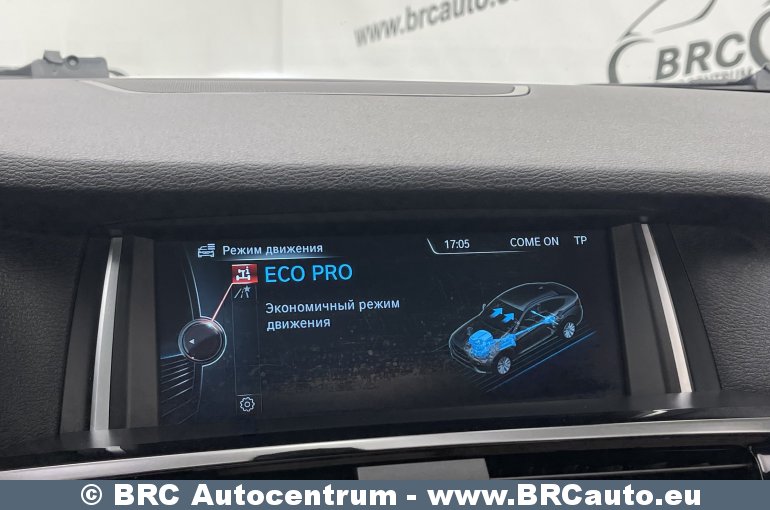 www.brcauto.eu
BRC
CENTRUM
Режим движения
17:05 COME ON TP
ECO PRO
Экономичный режим
движения
© BRC Autocentrum - www.BRCauto.eu